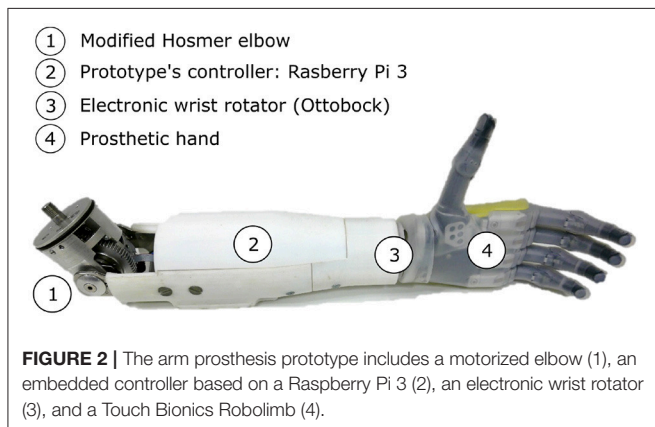 1 Modified Hosmer elbow
2 Prototype's controller: Rasberry Pi 3
3 Electronic wrist rotator (Ottobock)
4 Prosthetic hand
2
3
4
1
FIGURE 2 | The arm prosthesis prototype includes a motorized elbow (1), an
embedded controller based on a Raspberry Pi 3 (2), an electronic wrist rotator
(3), and a Touch Bionics Robolimb (4).